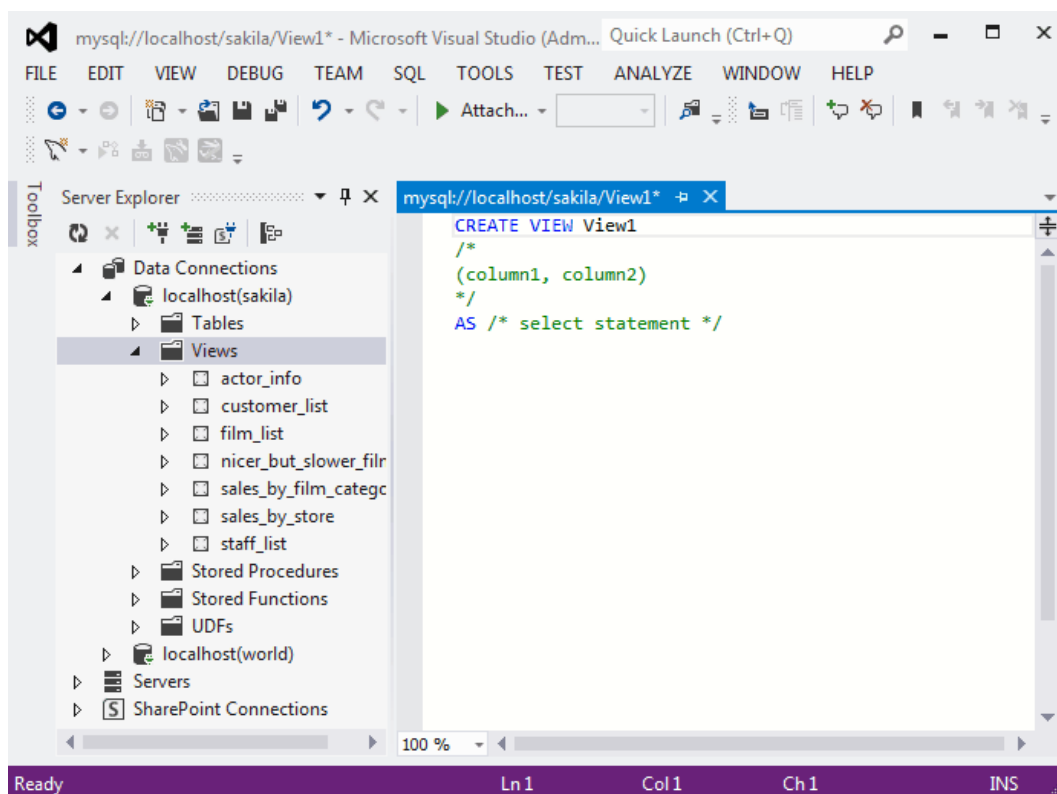 mysql://localhost/sakila/View1* - Microsoft Visual Studio (Adm... Quick Launch (Ctrl+Q)
FILE EDIT VIEW DEBUG TEAM SQL TOOLS TEST ANALYZE WINDOW HELP
Attach...
Toolbox
Server Explorer
Data Connections
localhost(sakila)
Tables
Views
actor_info
customer_list
film_list
nicer_but_slower_filr
sales_by_film_catego
sales_by_store
staff_list
Stored Procedures
Stored Functions
UDFs
localhost(world)
Servers
SharePoint Connections
mysql://localhost/sakila/View1*
CREATE VIEW View1
/*
(column1, column2)
*/
AS /* select statement */
100 %
Ready Ln 1 Col 1 Ch 1 INS